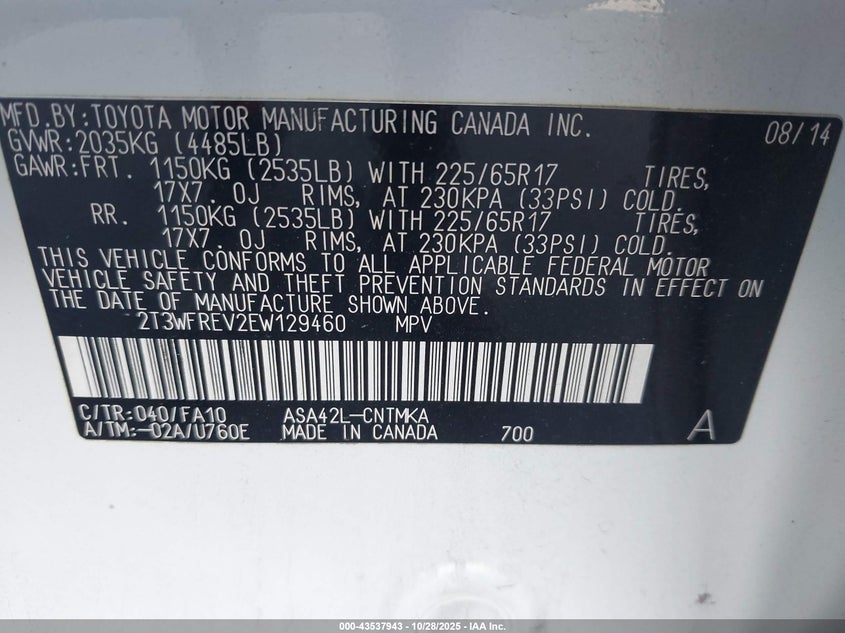 MFD.BY:TOYOTA MOTOR MANUFACTURING CANADA INC. 08/14
GVWR:2035KG (4485LB)
GAWR:FRT. 1150KG (2535LB) WITH 225/65R17 TIRES,
17X7. 0J RIMS, AT 230KPA (33PSI) COLD.
RR. 1150KG (2535LB) WITH 225/65R17 TIRES,
17X7. 0J RIMS, AT 230KPA (33PSI) COLD.
THIS VEHICLE CONFORMS TO ALL APPLICABLE FEDERAL MOTOR
VEHICLE SAFETY AND THEFT PREVENTION STANDARDS IN EFFECT ON
THE DATE OF MANUFACTURE SHOWN ABOVE.
2T3WFREV2EW129460 MPV
C/TR:040/FA10 ASA42L-CNTMKA
A/TM:-02A/U760E MADE IN CANADA 700 A
000-43537943 / 10/28/2025 - IAA Inc.